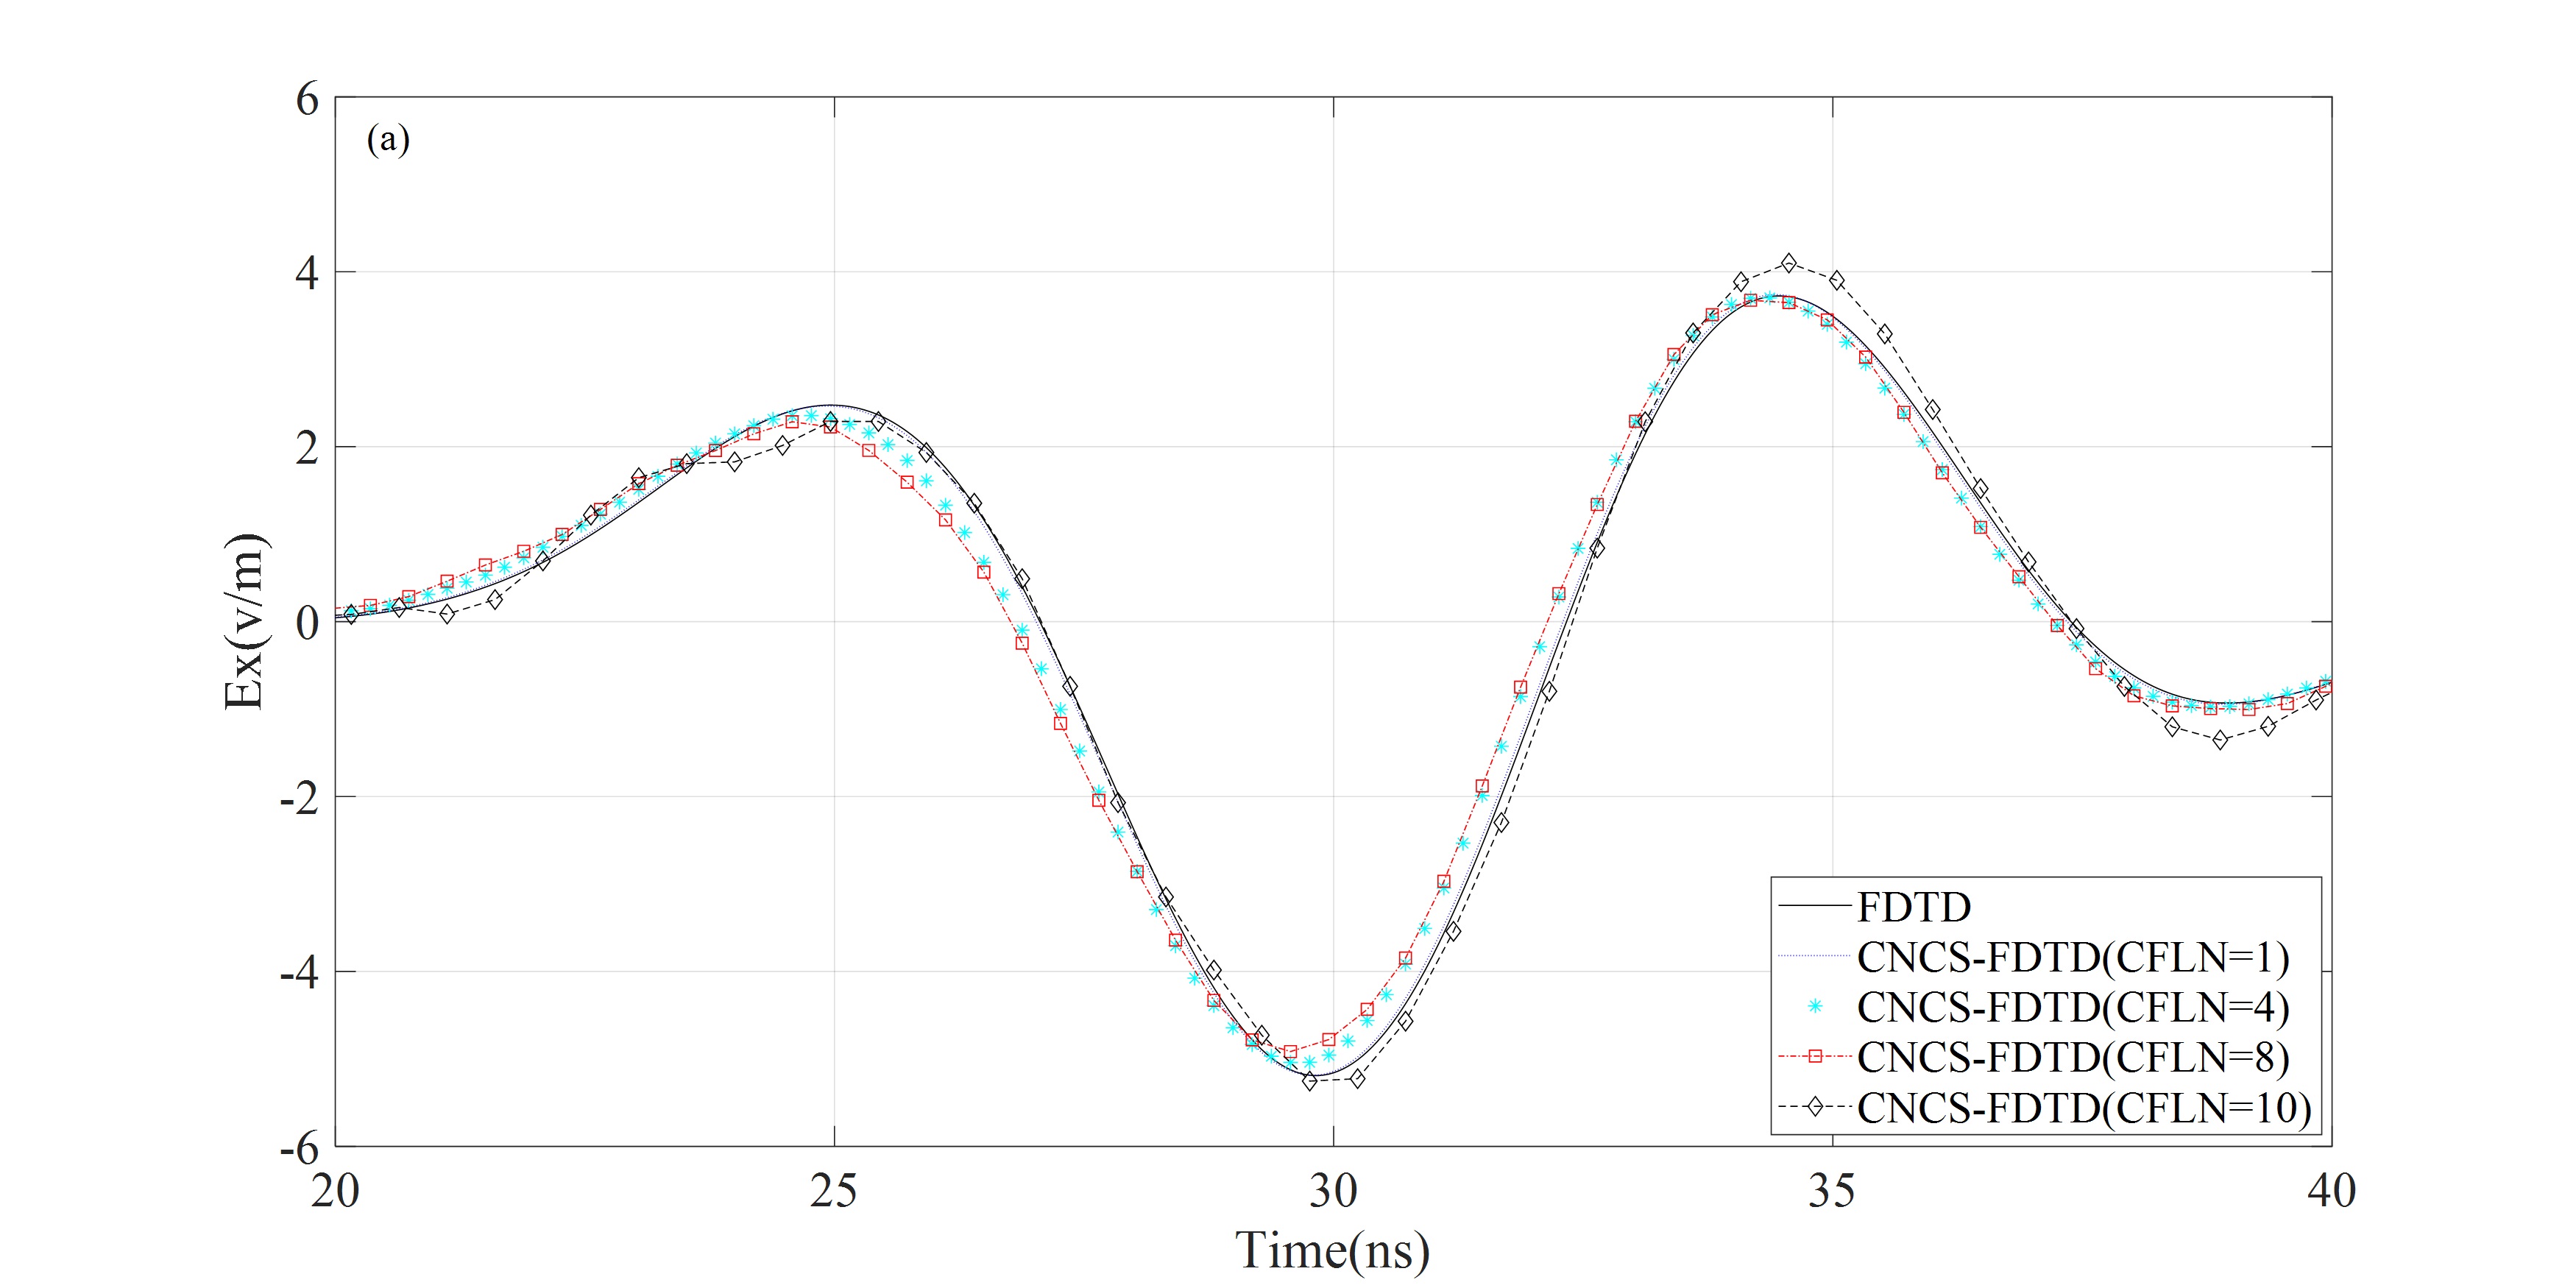 (a)
6
4
2
0
-2
-4
-6
Ex(v/m)
20 25 30 35 40
Time(ns)
FDTD
CNCS-FDTD(CFLN=1)
CNCS-FDTD(CFLN=4)
CNCS-FDTD(CFLN=8)
CNCS-FDTD(CFLN=10)